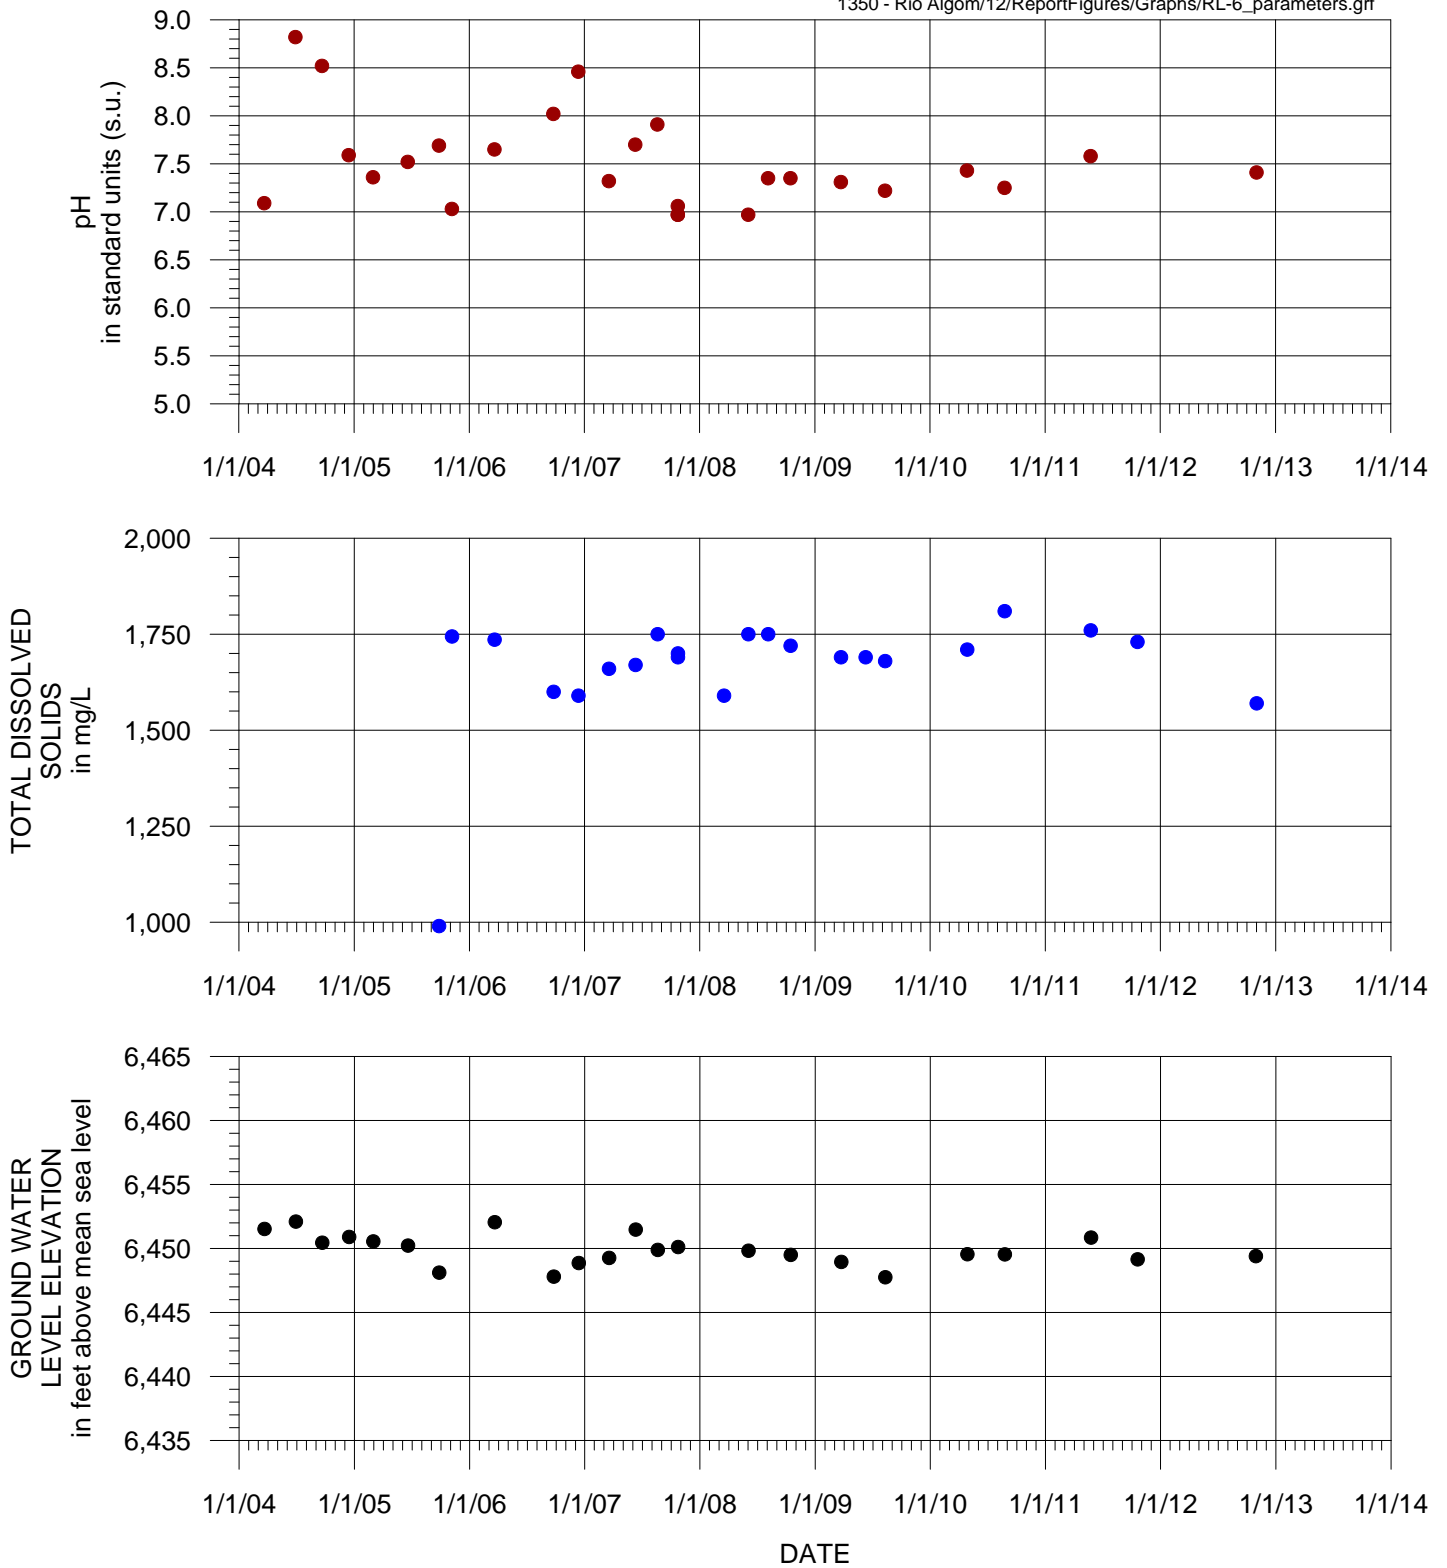 1350 - Rio Algom/12/ReportFigures/Graphs/RL-6_parameters.grf
pH
in standard units (s.u.)
9.0
8.5
8.0
7.5
7.0
6.5
6.0
5.5
5.0
1/1/04 1/1/05 1/1/06 1/1/07 1/1/08 1/1/09 1/1/10 1/1/11 1/1/12 1/1/13 1/1/14
TOTAL DISSOLVED
SOLIDS
in mg/L
2,000
1,750
1,500
1,250
1,000
1/1/04 1/1/05 1/1/06 1/1/07 1/1/08 1/1/09 1/1/10 1/1/11 1/1/12 1/1/13 1/1/14
GROUND WATER
LEVEL ELEVATION
in feet above mean sea level
6,465
6,460
6,455
6,450
6,445
6,440
6,435
1/1/04 1/1/05 1/1/06 1/1/07 1/1/08 1/1/09 1/1/10 1/1/11 1/1/12 1/1/13 1/1/14
DATE